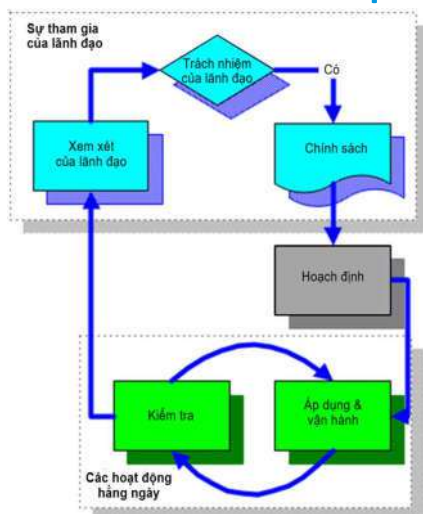 Sự tham gia
của lãnh đạo
Trách nhiệm
của lãnh đạo
Có
Xem xét
của lãnh đạo
Chính sách
Hoạch định
Kiểm tra
Áp dụng &
vận hành
Các hoạt động
hằng ngày